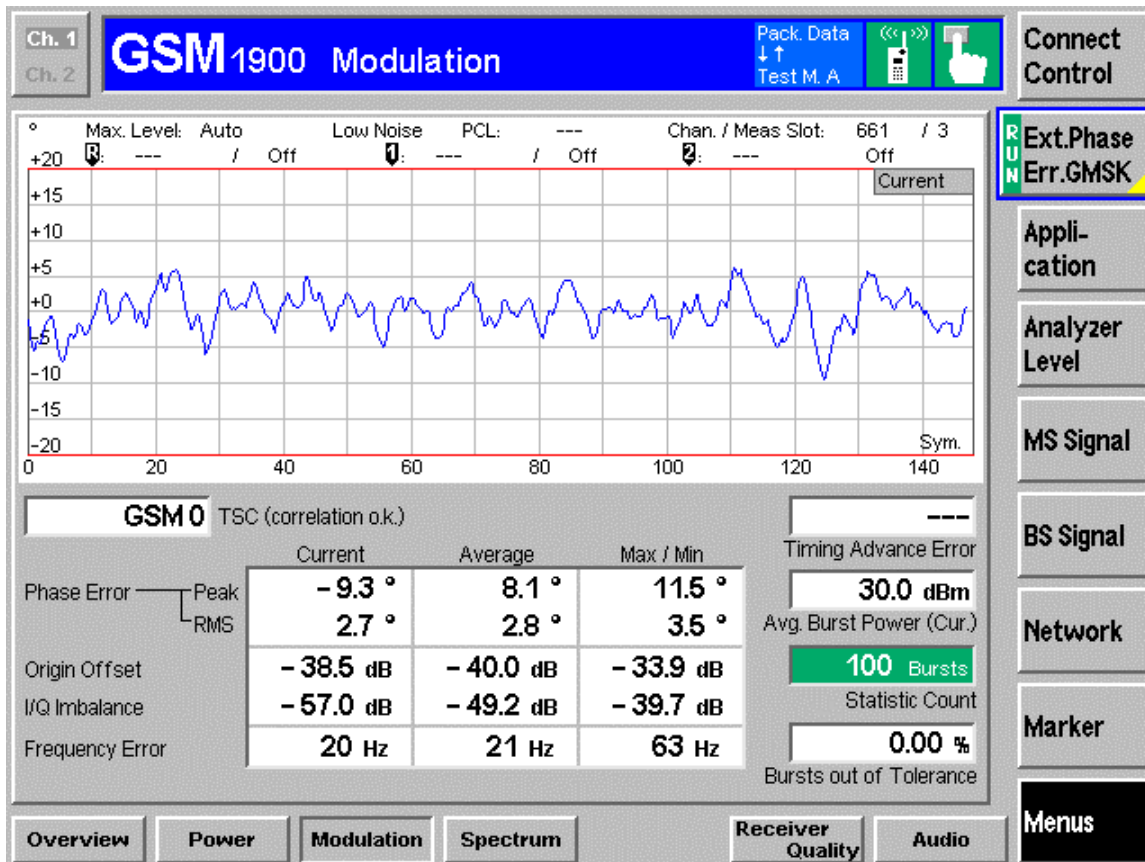 Ch. 1
Ch. 2
GSM 1900 Modulation
Pack. Data
↓↑
Test M. A
Connect
Control
° Max. Level: Auto Low Noise PCL: --- Chan. / Meas Slot: 661 / 3
R: --- / Off 1: --- / Off 2: --- Off
Current
+20
+15
+10
+5
+0
-5
-10
-15
-20
Sym.
0 20 40 60 80 100 120 140
RUN
Ext.Phase
Err.GMSK
Appli-
cation
Analyzer
Level
MS Signal
BS Signal
Network
Marker
Menus
GSM 0 TSC (correlation o.k.)
Current Average Max / Min
Phase Error Peak – 9.3 ° 8.1 ° 11.5 °
RMS 2.7 ° 2.8 ° 3.5 °
Origin Offset – 38.5 dB – 40.0 dB – 33.9 dB
I/Q Imbalance – 57.0 dB – 49.2 dB – 39.7 dB
Frequency Error 20 Hz 21 Hz 63 Hz
---
Timing Advance Error
30.0 dBm
Avg. Burst Power (Cur.)
100 Bursts
Statistic Count
0.00 %
Bursts out of Tolerance
Overview
Power
Modulation
Spectrum
Receiver
Quality
Audio